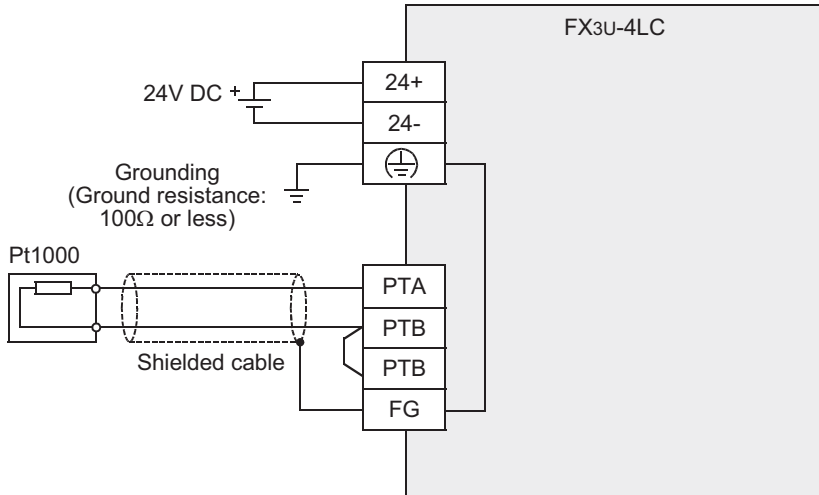 FX3U-4LC
24+
24V DC +
24-
Grounding
(Ground resistance:
100Ω or less)
Pt1000
PTA
PTB
Shielded cable
PTB
FG